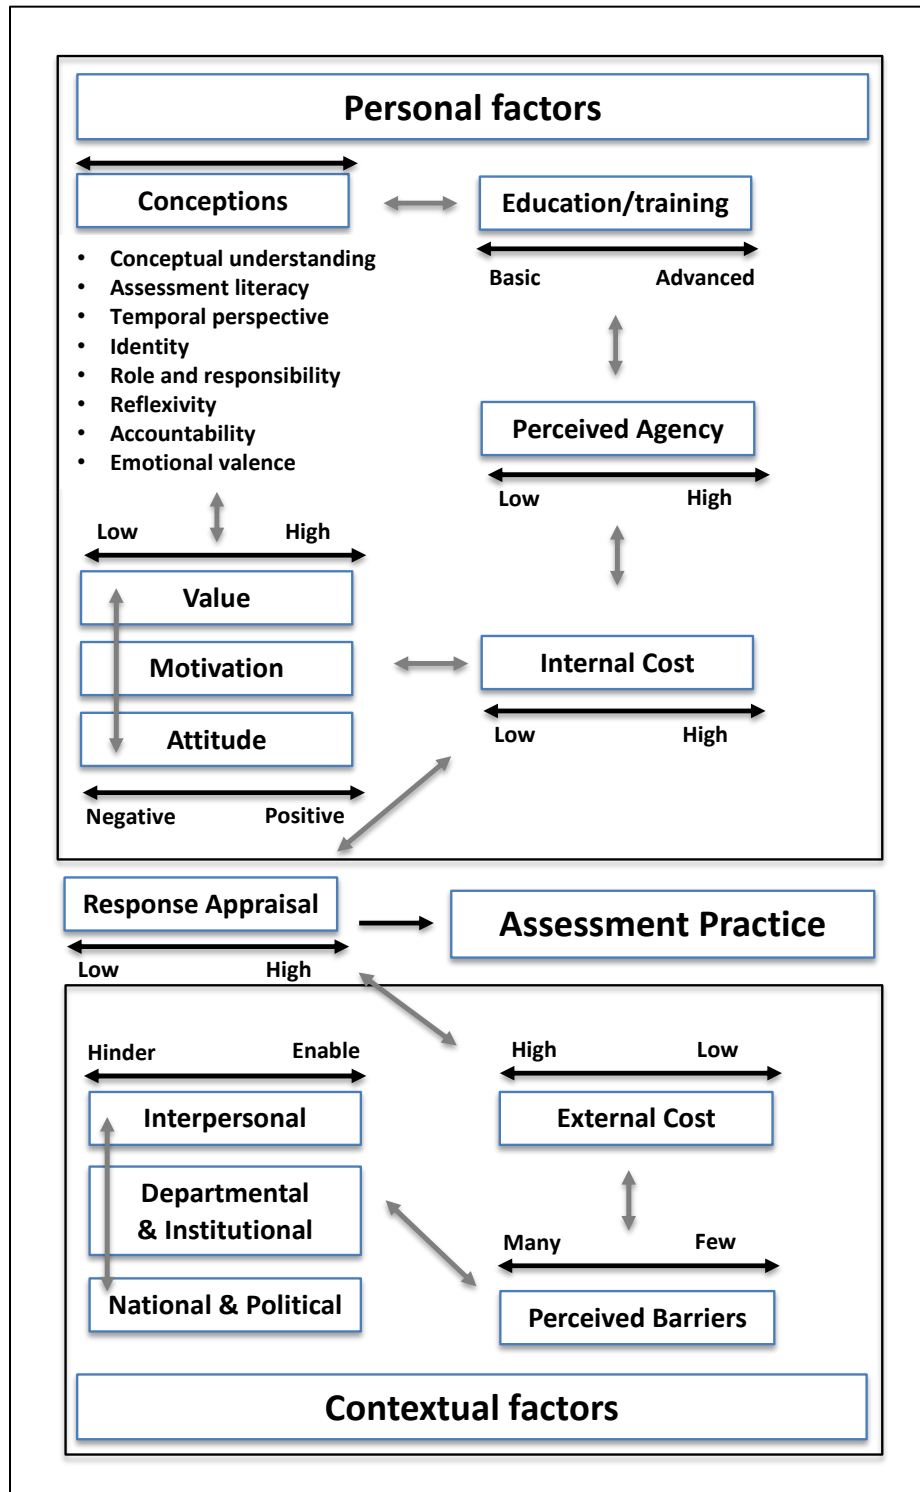 Personal factors
Conceptions
Education/training
Basic Advanced
• Conceptual understanding
• Assessment literacy
• Temporal perspective
• Identity
• Role and responsibility
• Reflexivity
• Accountability
• Emotional valence
Perceived Agency
Low High
Low High
Value
Motivation
Attitude
Negative Positive
Internal Cost
Low High
Response Appraisal
Low High
Assessment Practice
Hinder Enable
Interpersonal
Departmental
& Institutional
National & Political
High Low
External Cost
Many Few
Perceived Barriers
Contextual factors